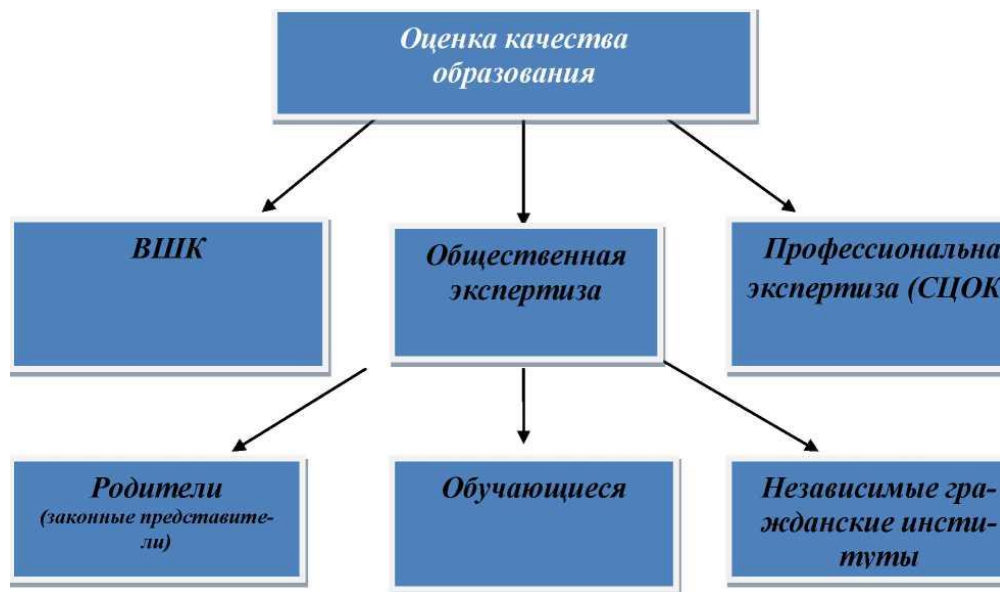 Оценка качества
образования
ВШК
Общественная
экспертиза
Профессиональна
экспертиза (СЦОК
Родители
(законные представите-
ли)
Обучающиеся
Независимые гра-
жданские инсти-
туты